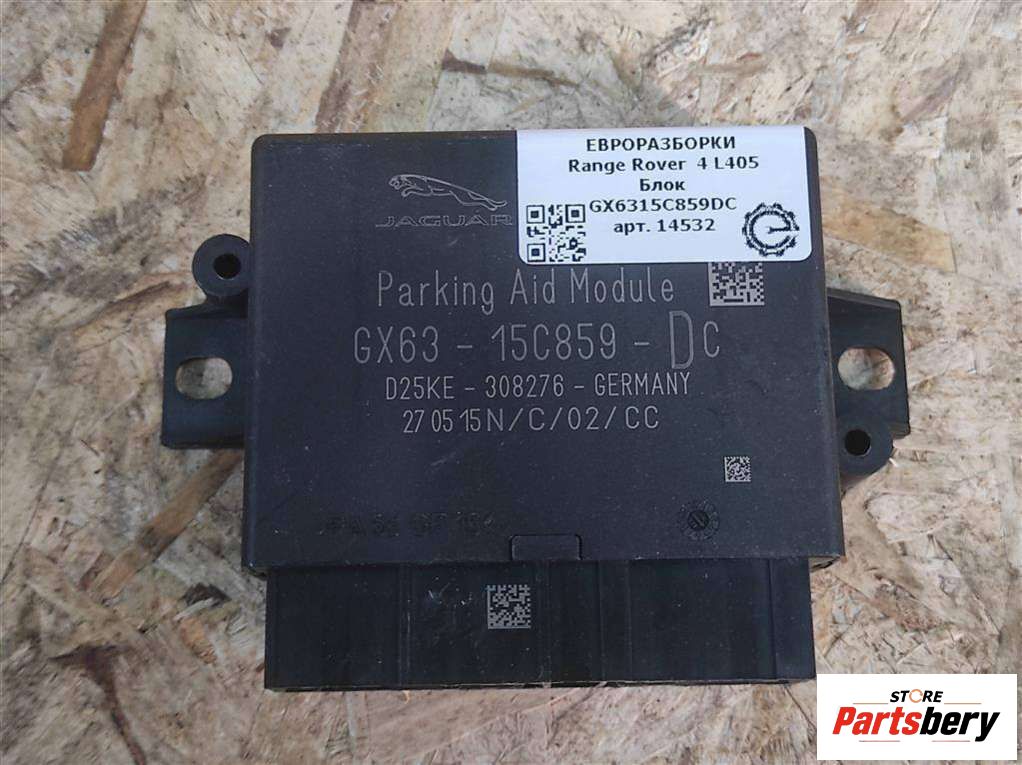 ЕВРОРАЗБОРКИ
Range Rover 4 L405
Блок
GX6315C859DC
арт. 14532
JAGUAR
Parking Aid Module
GX63 - 15C859 - DC
D25KE - 308276 - GERMANY
27 05 15 N/C/02/CC
STORE
Partsbery